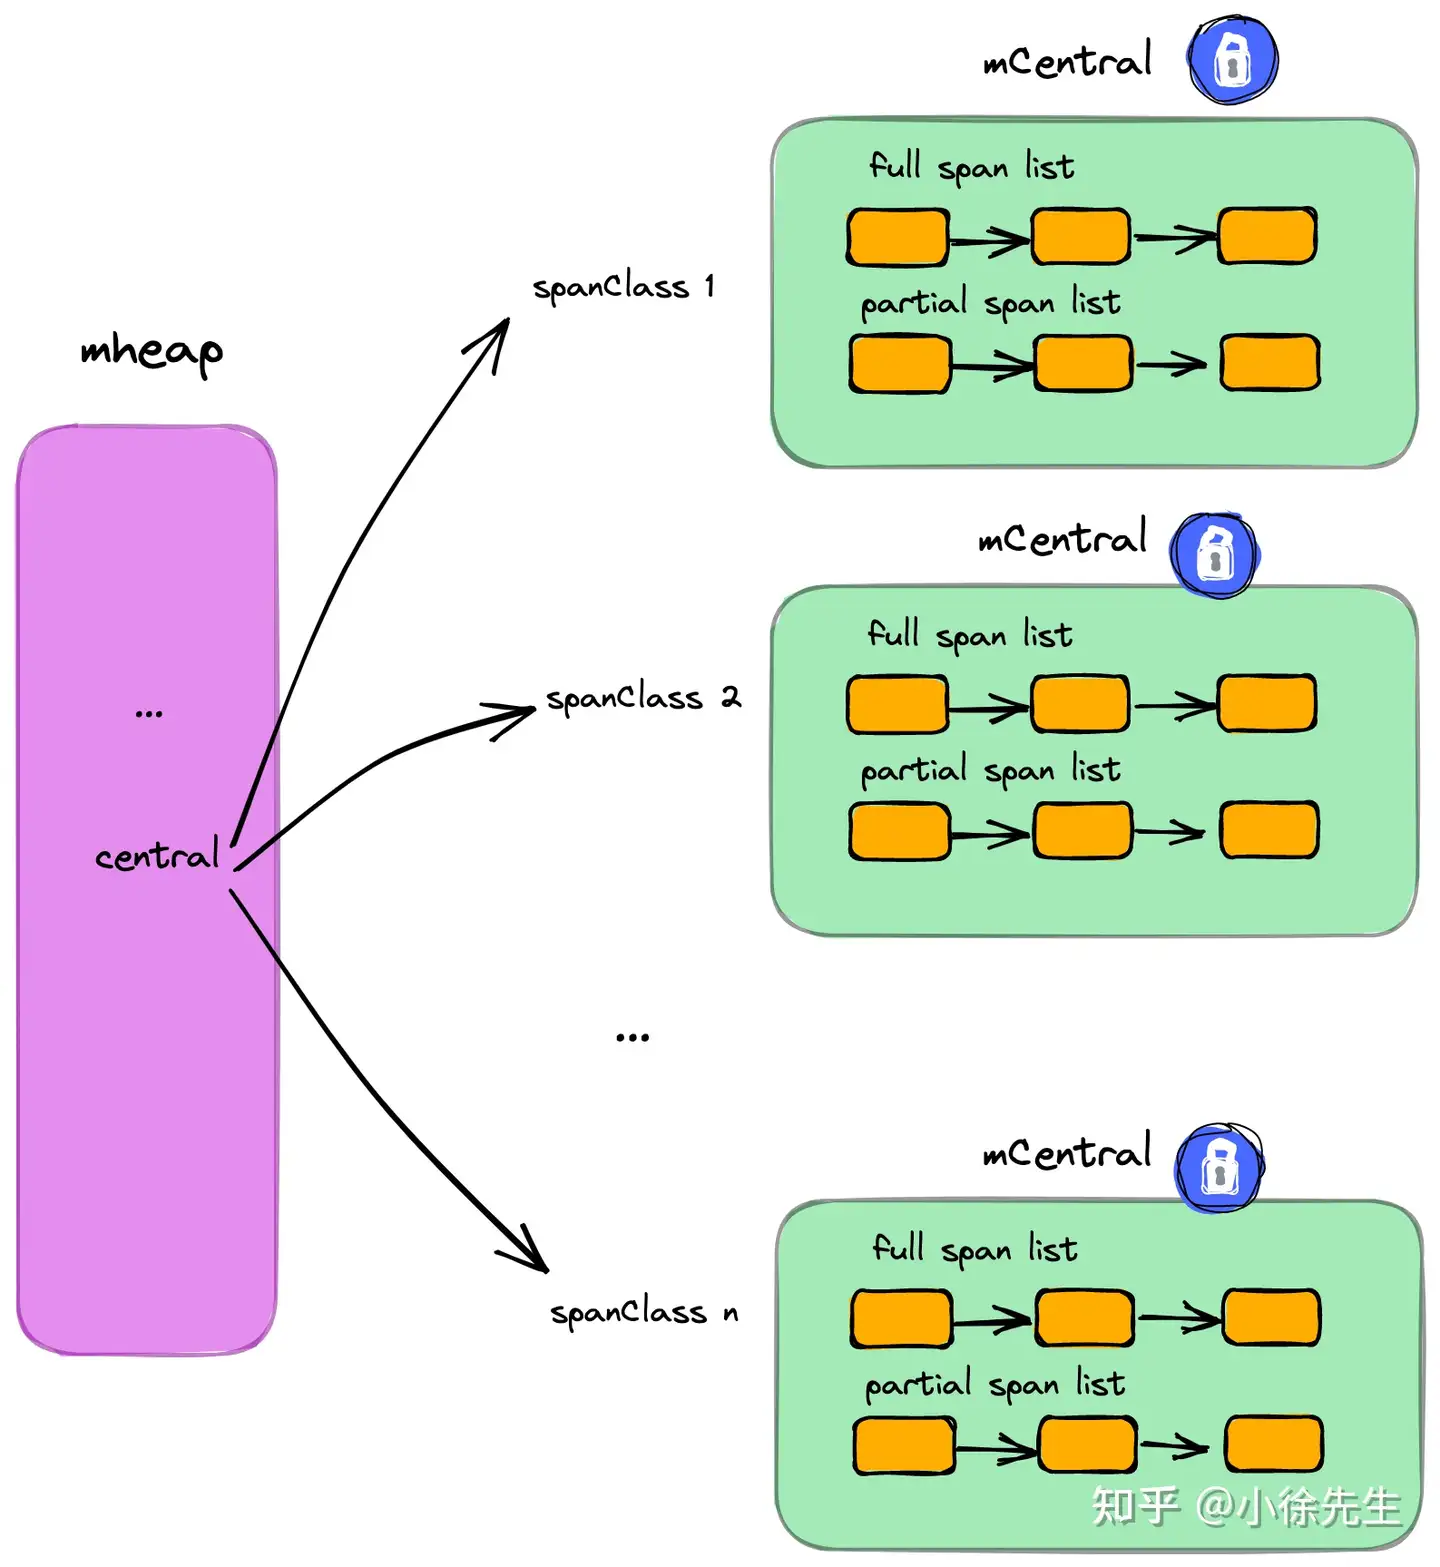 mCentral
full span list
partial span list
spanClass 1
mheap
...
central
mCentral
full span list
partial span list
spanClass 2
...
mCentral
full span list
partial span list
spanClass n
知乎 @小徐先生